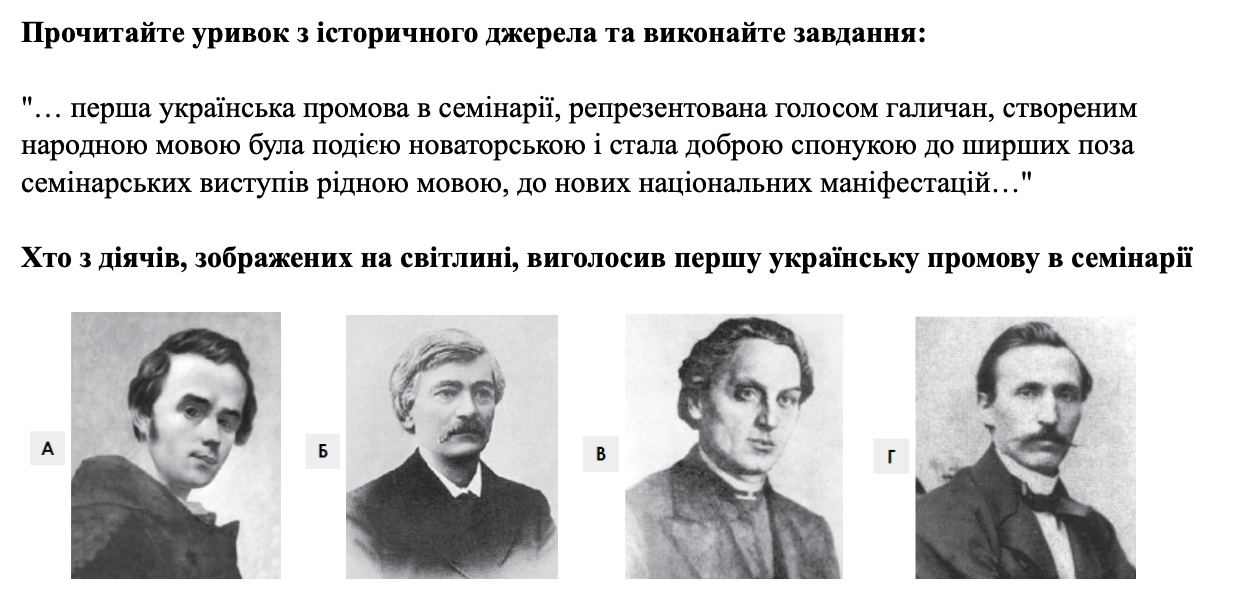 Прочитайте уривок з історичного джерела та виконайте завдання:
"… перша українська промова в семінарії, репрезентована голосом галичан, створеним
народною мовою була подією новаторською і стала доброю спонукою до ширших поза
семінарських виступів рідною мовою, до нових національних маніфестацій…"
Хто з діячів, зображених на світлині, виголосив першу українську промову в семінарії
А
Б
В
Г